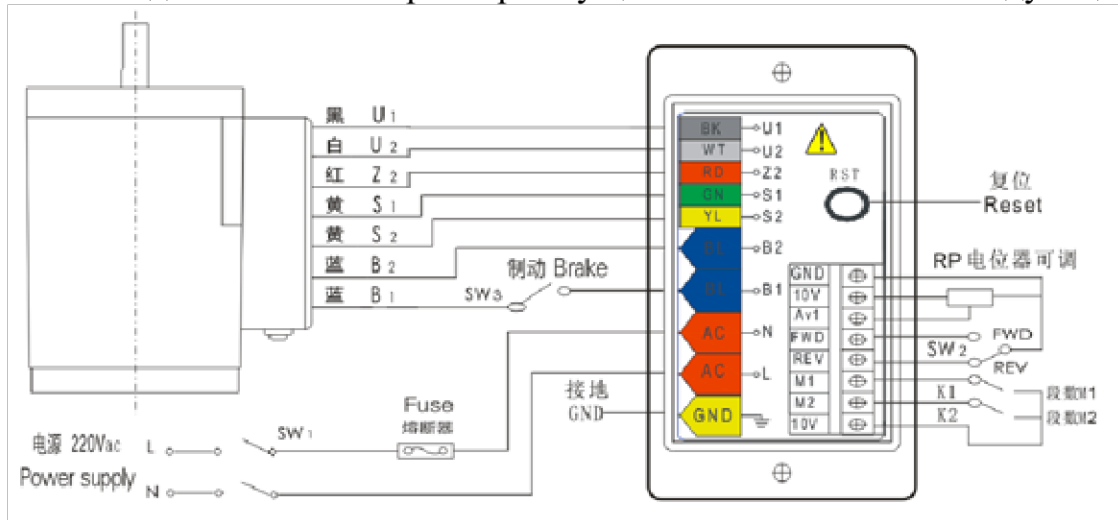 黑 U1
白 U2
红 Z2
黄 S1
黄 S2
蓝 B2
蓝 B1
制动 Brake
SW3
电源 220Vac L
Power supply N
SW1
Fuse
熔断器
接地
GND
BK U1
WT U2
RD Z2
GN S1
YL S2
BL B2
BL B1
AC N
AC L
GND
RST
复位
Reset
RP 电位器可调
GND
10V
Av1
FWD
REV
M1
M2
10V
FWD
SW2
REV
K1 段数M1
K2 段数M2